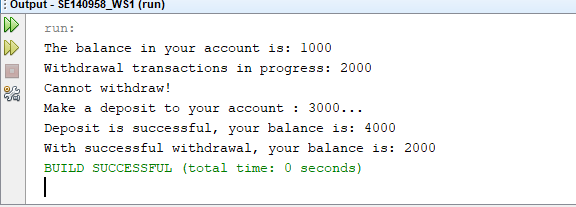 Output - SE140958_WS1 (run)
run:
The balance in your account is: 1000
Withdrawal transactions in progress: 2000
Cannot withdraw!
Make a deposit to your account : 3000...
Deposit is successful, your balance is: 4000
With successful withdrawal, your balance is: 2000
BUILD SUCCESSFUL (total time: 0 seconds)